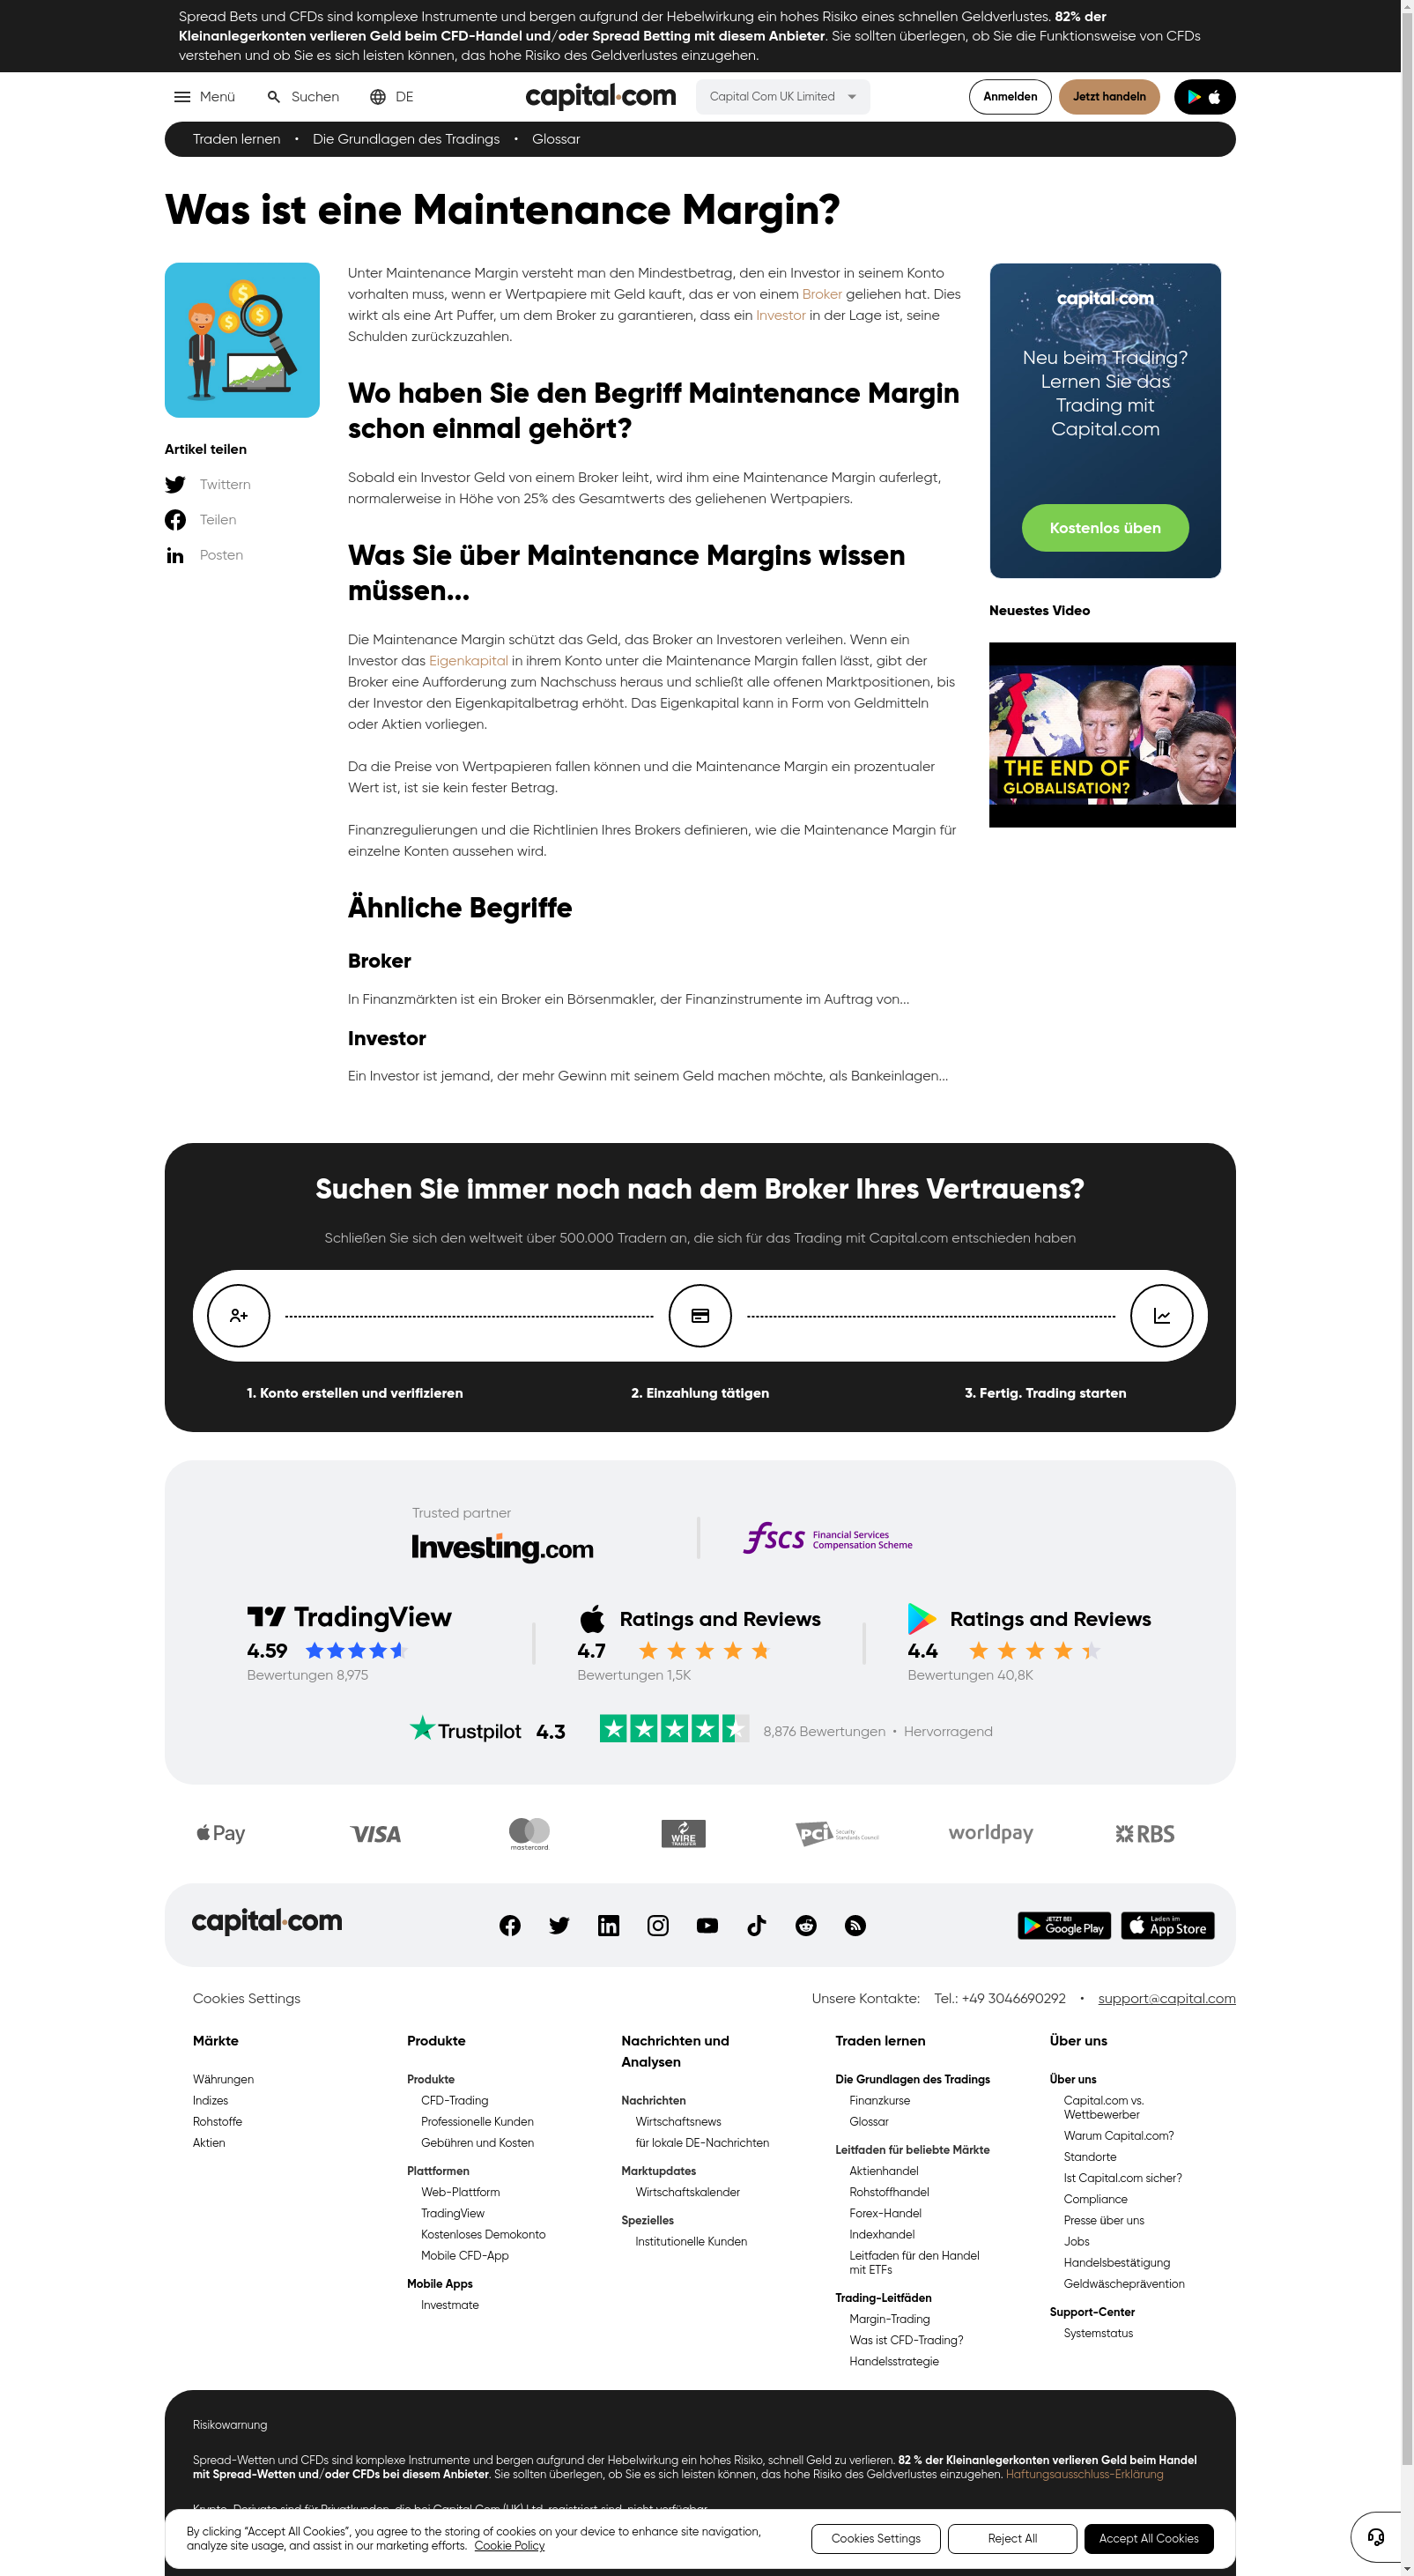 Spread Bets und CFDs sind komplexe Instrumente und bergen aufgrund der Hebelwirkung ein hohes Risiko eines schnellen Geldverlustes. 82% der
Kleinanlegerkonten verlieren Geld beim CFD-Handel und/oder Spread Betting mit diesem Anbieter. Sie sollten überlegen, ob Sie die Funktionsweise von CFDs
verstehen und ob Sie es sich leisten können, das hohe Risiko des Geldverlustes einzugehen.
Menü Suchen DE capital.com Capital Com UK Limited Anmelden Jetzt handeln
Traden lernen • Die Grundlagen des Tradings • Glossar
Was ist eine Maintenance Margin?
Artikel teilen
Twittern
Teilen
Posten
Unter Maintenance Margin versteht man den Mindestbetrag, den ein Investor in seinem Konto
vorhalten muss, wenn er Wertpapiere mit Geld kauft, das er von einem Broker geliehen hat. Dies
wirkt als eine Art Puffer, um dem Broker zu garantieren, dass ein Investor in der Lage ist, seine
Schulden zurückzuzahlen.
Wo haben Sie den Begriff Maintenance Margin
schon einmal gehört?
Sobald ein Investor Geld von einem Broker leiht, wird ihm eine Maintenance Margin auferlegt,
normalerweise in Höhe von 25% des Gesamtwerts des geliehenen Wertpapiers.
Was Sie über Maintenance Margins wissen
müssen...
Die Maintenance Margin schützt das Geld, das Broker an Investoren verleihen. Wenn ein
Investor das Eigenkapital in ihrem Konto unter die Maintenance Margin fallen lässt, gibt der
Broker eine Aufforderung zum Nachschuss heraus und schließt alle offenen Marktpositionen, bis
der Investor den Eigenkapitalbetrag erhöht. Das Eigenkapital kann in Form von Geldmitteln
oder Aktien vorliegen.
Da die Preise von Wertpapieren fallen können und die Maintenance Margin ein prozentualer
Wert ist, ist sie kein fester Betrag.
Finanzregulierungen und die Richtlinien Ihres Brokers definieren, wie die Maintenance Margin für
einzelne Konten aussehen wird.
Ähnliche Begriffe
Broker
In Finanzmärkten ist ein Broker ein Börsenmakler, der Finanzinstrumente im Auftrag von...
Investor
Ein Investor ist jemand, der mehr Gewinn mit seinem Geld machen möchte, als Bankeinlagen...
capital.com
Neu beim Trading?
Lernen Sie das
Trading mit
Capital.com
Kostenlos üben
Neuestes Video
THE END OF
GLOBALISATION?
Suchen Sie immer noch nach dem Broker Ihres Vertrauens?
Schließen Sie sich den weltweit über 500.000 Tradern an, die sich für das Trading mit Capital.com entschieden haben
1. Konto erstellen und verifizieren 2. Einzahlung tätigen 3. Fertig. Trading starten
Trusted partner
Investing.com
fscs Financial Services
Compensation Scheme
TradingView
4.59
Bewertungen 8,975
Ratings and Reviews
4.7
Bewertungen 1,5K
Ratings and Reviews
4.4
Bewertungen 40,8K
Trustpilot 4.3 8,876 Bewertungen • Hervorragend
Pay VISA mastercard WIRE TRANSFER PCI Security Standards Council worldpay RBS
capital.com JETZT BEI Google Play Laden im App Store
Cookies Settings Unsere Kontakte: Tel.: +49 3046690292 • support@capital.com
Märkte
Währungen
Indizes
Rohstoffe
Aktien
Produkte
Produkte
CFD-Trading
Professionelle Kunden
Gebühren und Kosten
Plattformen
Web-Plattform
TradingView
Kostenloses Demokonto
Mobile CFD-App
Mobile Apps
Investmate
Nachrichten und
Analysen
Nachrichten
Wirtschaftsnews
für lokale DE-Nachrichten
Marktupdates
Wirtschaftskalender
Spezielles
Institutionelle Kunden
Traden lernen
Die Grundlagen des Tradings
Finanzkurse
Glossar
Leitfaden für beliebte Märkte
Aktienhandel
Rohstoffhandel
Forex-Handel
Indexhandel
Leitfaden für den Handel
mit ETFs
Trading-Leitfäden
Margin-Trading
Was ist CFD-Trading?
Handelsstrategie
Über uns
Über uns
Capital.com vs.
Wettbewerber
Warum Capital.com?
Standorte
Ist Capital.com sicher?
Compliance
Presse über uns
Jobs
Handelsbestätigung
Geldwäscheprävention
Support-Center
Systemstatus
Risikowarnung
Spread-Wetten und CFDs sind komplexe Instrumente und bergen aufgrund der Hebelwirkung ein hohes Risiko, schnell Geld zu verlieren. 82 % der Kleinanlegerkonten verlieren Geld beim Handel
mit Spread-Wetten und/oder CFDs bei diesem Anbieter. Sie sollten überlegen, ob Sie es sich leisten können, das hohe Risiko des Geldverlustes einzugehen. Haftungsausschluss-Erklärung
Krypto-Derivate sind für Privatkunden, die bei Capital Com (UK) Ltd. registriert sind, nicht verfügbar.
By clicking “Accept All Cookies”, you agree to the storing of cookies on your device to enhance site navigation,
analyze site usage, and assist in our marketing efforts. Cookie Policy
Cookies Settings Reject All Accept All Cookies